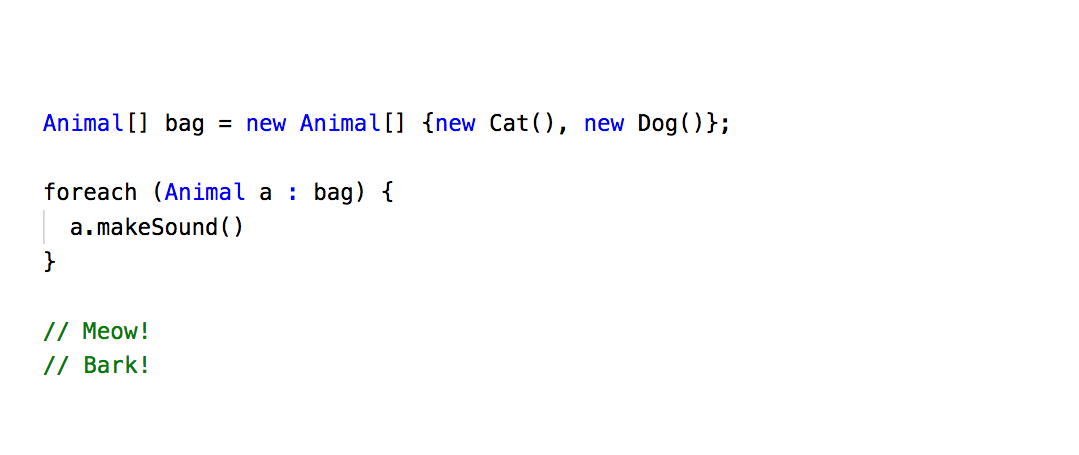 Animal[] bag = new Animal[] {new Cat(), new Dog()};
foreach (Animal a : bag) {
a.makeSound()
}
// Meow!
// Bark!